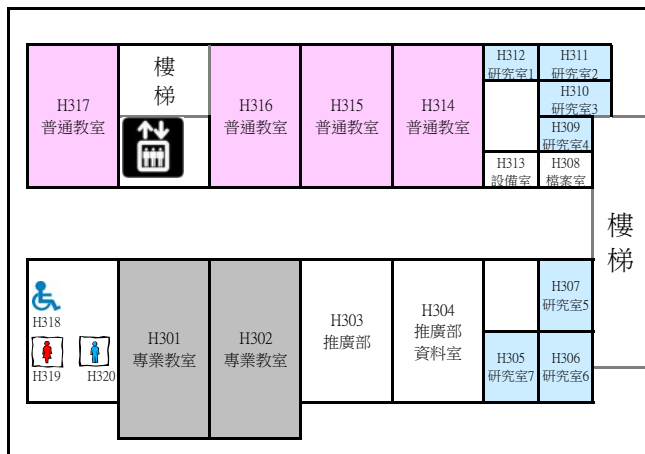 H317
普通教室
樓
梯
H316
普通教室
H315
普通教室
H314
普通教室
H312
研究室1
H311
研究室2
H310
研究室3
H309
研究室4
H313
設備室
H308
檔案室
樓
梯
H318
H319
H320
H301
專業教室
H302
專業教室
H303
推廣部
H304
推廣部
資料室
H307
研究室5
H305
研究室7
H306
研究室6